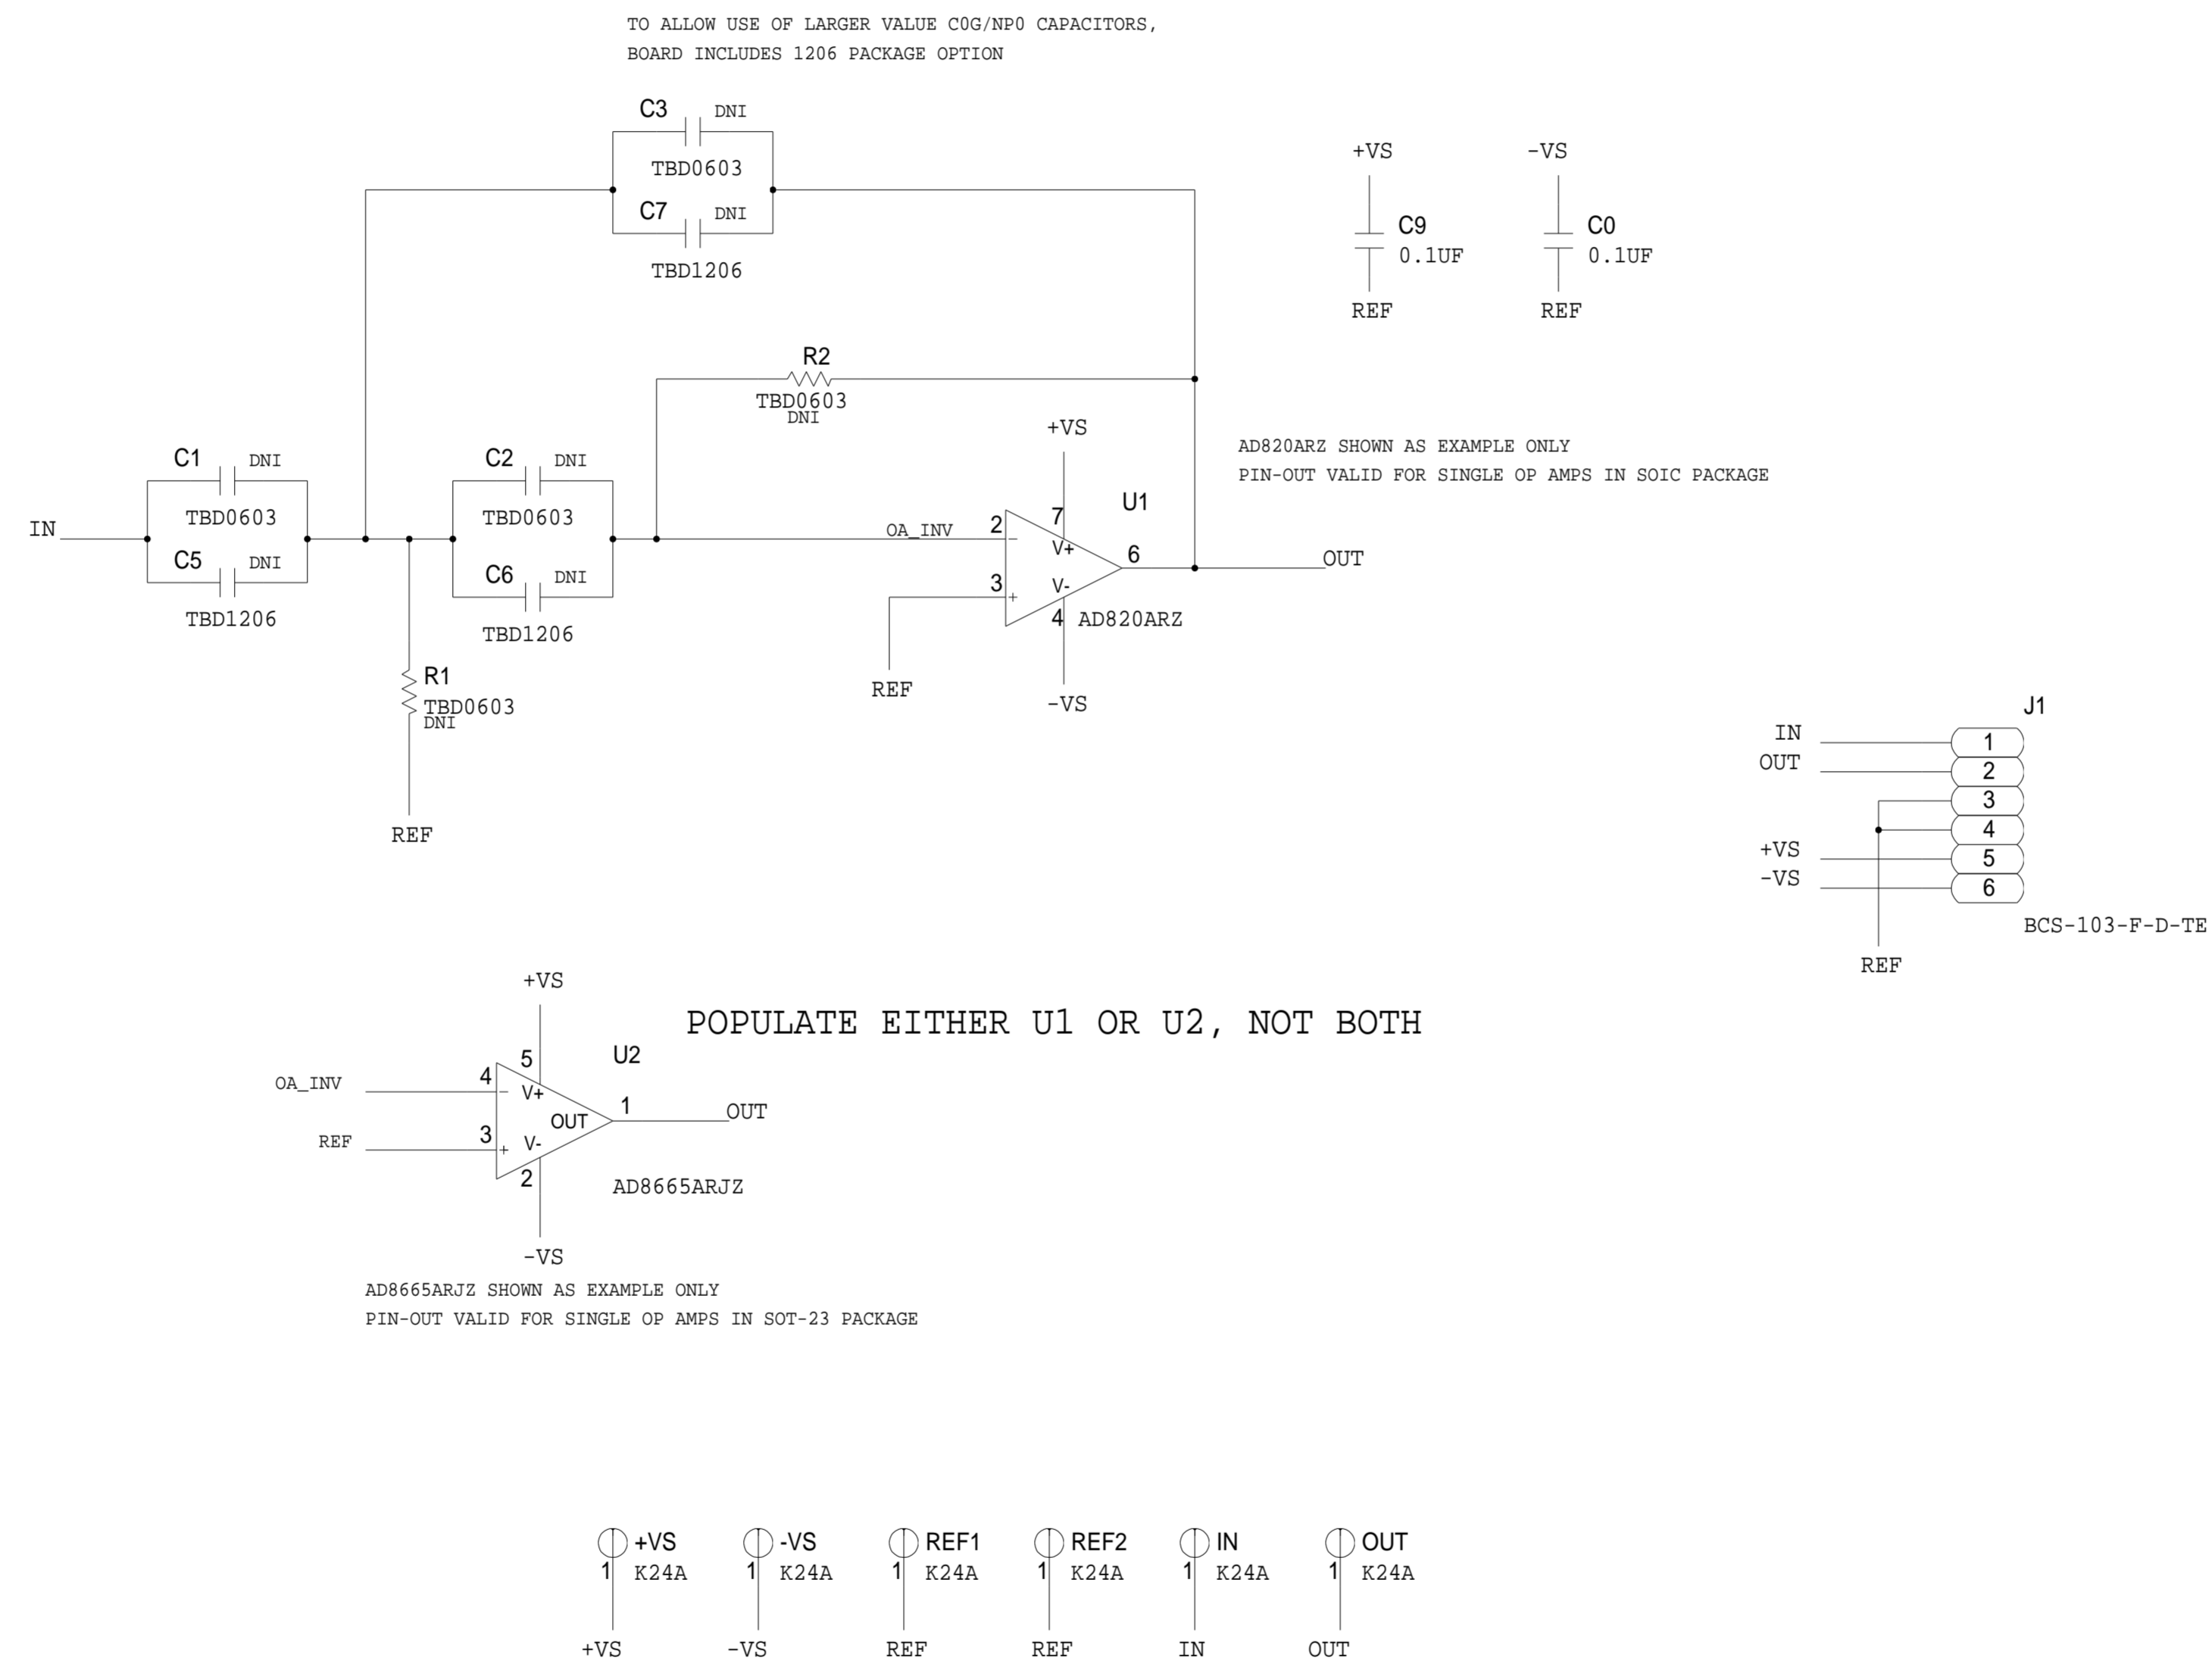 TO ALLOW USE OF LARGER VALUE C0G/NP0 CAPACITORS,
BOARD INCLUDES 1206 PACKAGE OPTION
C3 DNI
TBD0603
C7 DNI
TBD1206
+VS
C9
0.1UF
REF
-VS
C0
0.1UF
REF
R2
TBD0603
DNI
C1 DNI
TBD0603
C5 DNI
TBD1206
IN
C2 DNI
TBD0603
C6 DNI
TBD1206
R1
TBD0603
DNI
REF
OA_INV
+VS
U1
2
7
V+
-
6
OUT
3
V-
+
4
AD820ARZ
REF
-VS
AD820ARZ SHOWN AS EXAMPLE ONLY
PIN-OUT VALID FOR SINGLE OP AMPS IN SOIC PACKAGE
J1
IN 1
OUT 2
3
4
+VS 5
-VS 6
BCS-103-F-D-TE
REF
POPULATE EITHER U1 OR U2, NOT BOTH
+VS
U2
5
OA_INV 4
-
V+
1
OUT
OUT
REF 3
+
V-
2
AD8665ARJZ
-VS
AD8665ARJZ SHOWN AS EXAMPLE ONLY
PIN-OUT VALID FOR SINGLE OP AMPS IN SOT-23 PACKAGE
+VS
1 K24A
+VS
-VS
1 K24A
-VS
REF1
1 K24A
REF
REF2
1 K24A
REF
IN
1 K24A
IN
OUT
1 K24A
OUT